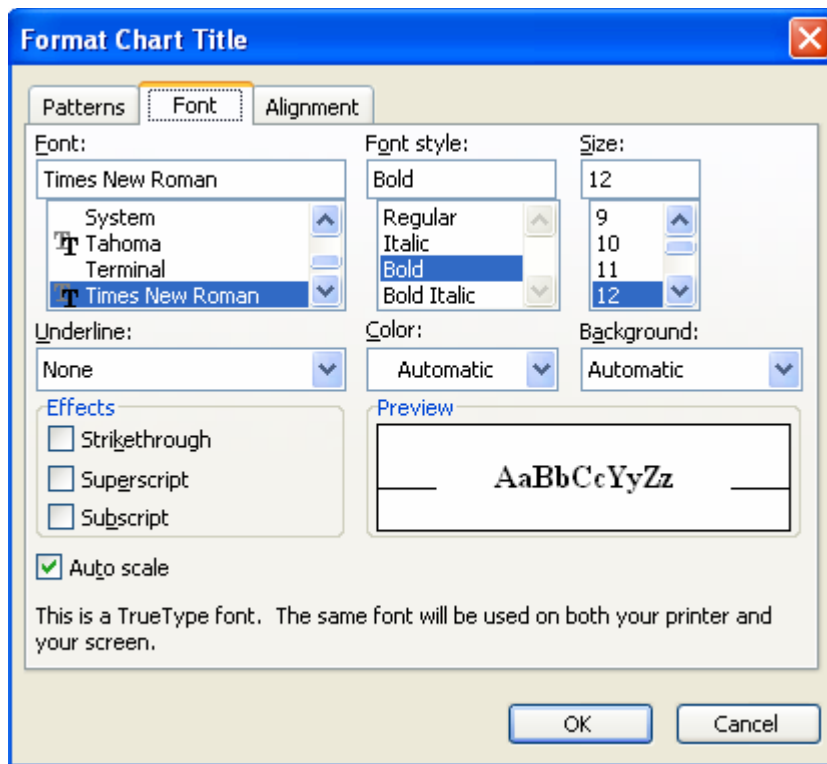 Format Chart Title
Patterns Font Alignment
Font: Font style: Size:
Times New Roman Bold 12
System Regular 9
Tahoma Italic 10
Terminal Bold 11
Times New Roman Bold Italic 12
Underline: Color: Background:
None Automatic Automatic
Effects Preview
Strikethrough
Superscript AaBbCcYyZz
Subscript
Auto scale
This is a TrueType font. The same font will be used on both your printer and
your screen.
OK Cancel